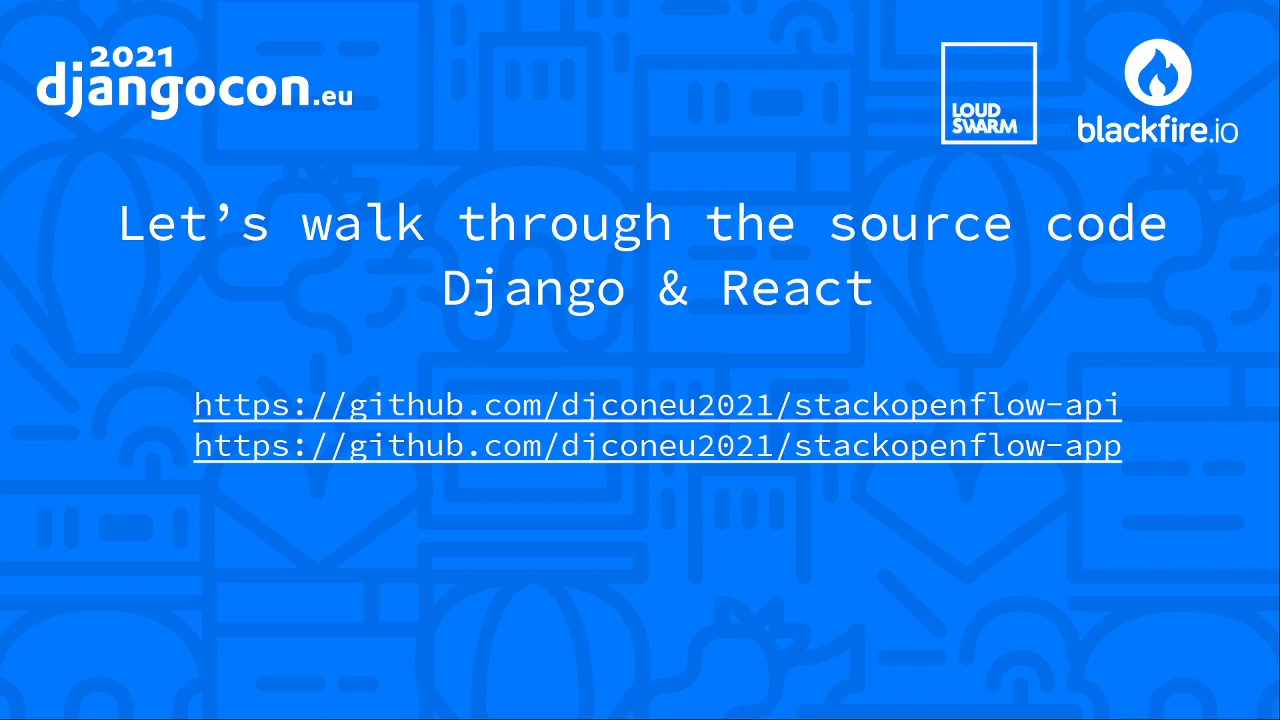 2021
djangocon.eu
LOUD
SWARM
blackfire.io
Let’s walk through the source code
Django & React
https://github.com/djconeu2021/stackopenflow-api
https://github.com/djconeu2021/stackopenflow-app